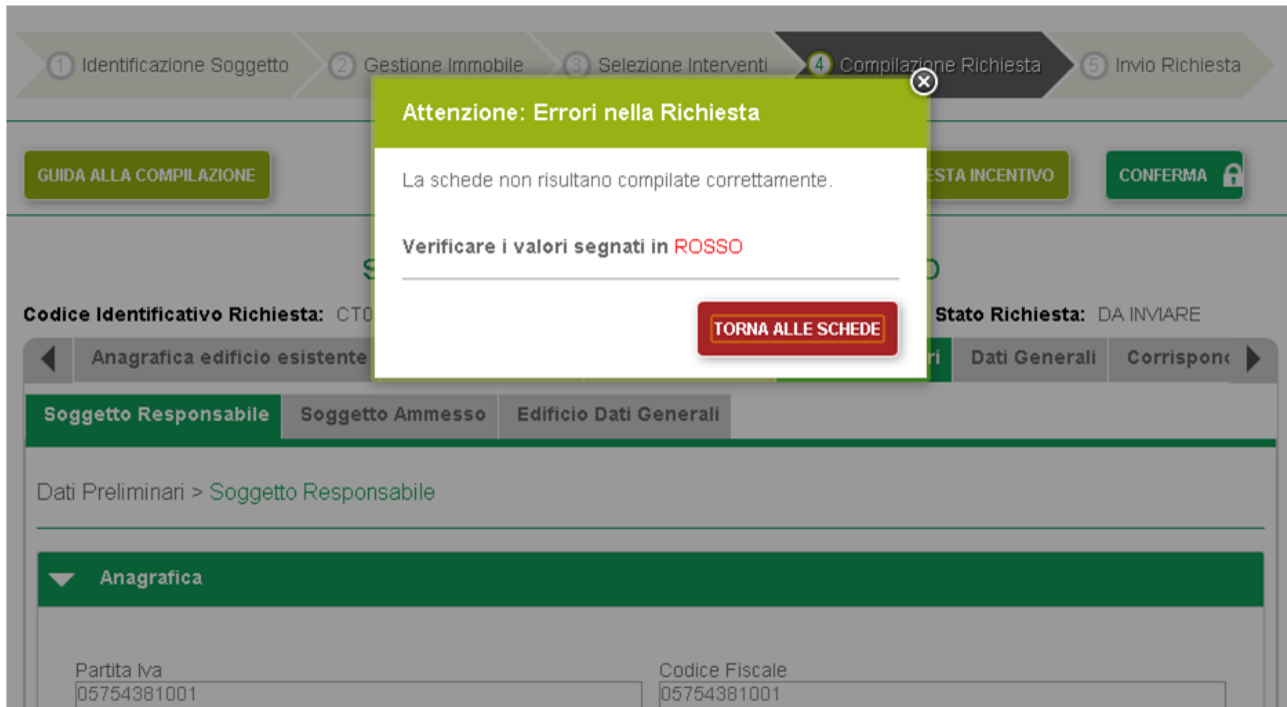 1 Identificazione Soggetto
2 Gestione Immobile
3 Selezione Interventi
4 Compilazione Richiesta
5 Invio Richiesta
Attenzione: Errori nella Richiesta
GUIDA ALLA COMPILAZIONE
La schede non risultano compilate correttamente.
INCENTIVO
CONFERMA
Verificare i valori segnati in ROSSO
Codice Identificativo Richiesta:
Stato Richiesta: DA INVIARE
TORNA ALLE SCHEDE
Anagrafica edificio esistente
Dati Generali
Soggetto Responsabile
Soggetto Ammesso
Edificio Dati Generali
Dati Preliminari > Soggetto Responsabile
Anagrafica
Partita Iva
05754381001
Codice Fiscale
05754381001